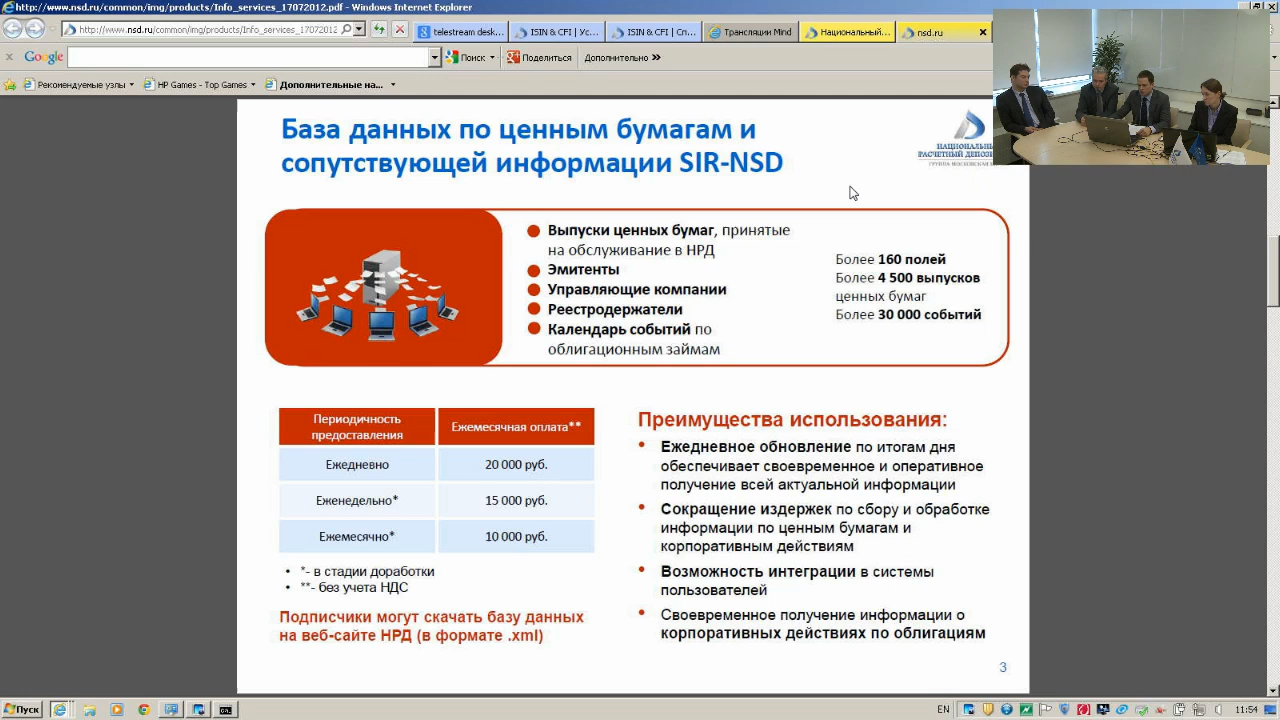 http://www.nsd.ru/common/img/products/Info_services_17072012.pdf - Windows Internet Explorer
http://www.nsd.ru/common/img/products/Info_services_17072012.p
telestream desk...
ISIN & CFI | Ус...
ISIN & CFI | Сп...
Трансляции Mind
Национальный...
nsd.ru
Google
Поиск
Поделиться
Дополнительно »
Рекомендуемые узлы
HP Games - Top Games
Дополнительные на...
База данных по ценным бумагам и
сопутствующей информации SIR-NSD
НАЦИОНАЛЬНЫ
РАСЧЕТНЫЙ ДЕПОЗ
Выпуски ценных бумаг, принятые
на обслуживание в НРД
Эмитенты
Управляющие компании
Реестродержатели
Календарь событий по
облигационным займам
Более 160 полей
Более 4 500 выпусков
ценных бумаг
Более 30 000 событий
Периодичность
предоставления
Ежемесячная оплата**
Ежедневно
20 000 руб.
Еженедельно*
15 000 руб.
Ежемесячно*
10 000 руб.
• *- в стадии доработки
• **- без учета НДС
Подписчики могут скачать базу данных
на веб-сайте НРД (в формате .xml)
Преимущества использования:
• Ежедневное обновление по итогам дня
обеспечивает своевременное и оперативное
получение всей актуальной информации
• Сокращение издержек по сбору и обработке
информации по ценным бумагам и
корпоративным действиям
• Возможность интеграции в системы
пользователей
• Своевременное получение информации о
корпоративных действиях по облигациям
3
Пуск
EN
11:54